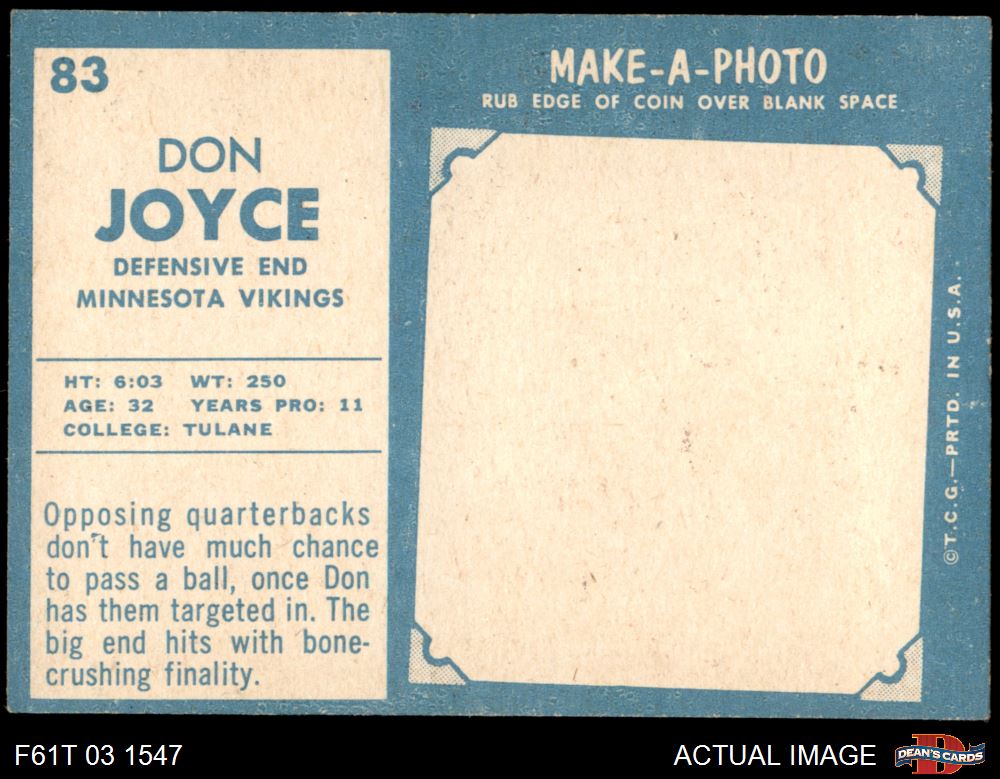 83
DON
JOYCE
DEFENSIVE END
MINNESOTA VIKINGS
HT: 6:03 WT: 250
AGE: 32 YEARS PRO: 11
COLLEGE: TULANE
Opposing quarterbacks
don't have much chance
to pass a ball, once Don
has them targeted in. The
big end hits with bone-
crushing finality.
MAKE-A-PHOTO
RUB EDGE OF COIN OVER BLANK SPACE
©T.C.G.—PRTD. IN U.S.A.
F61T 03 1547
ACTUAL IMAGE
D
DEAN'S CARDS